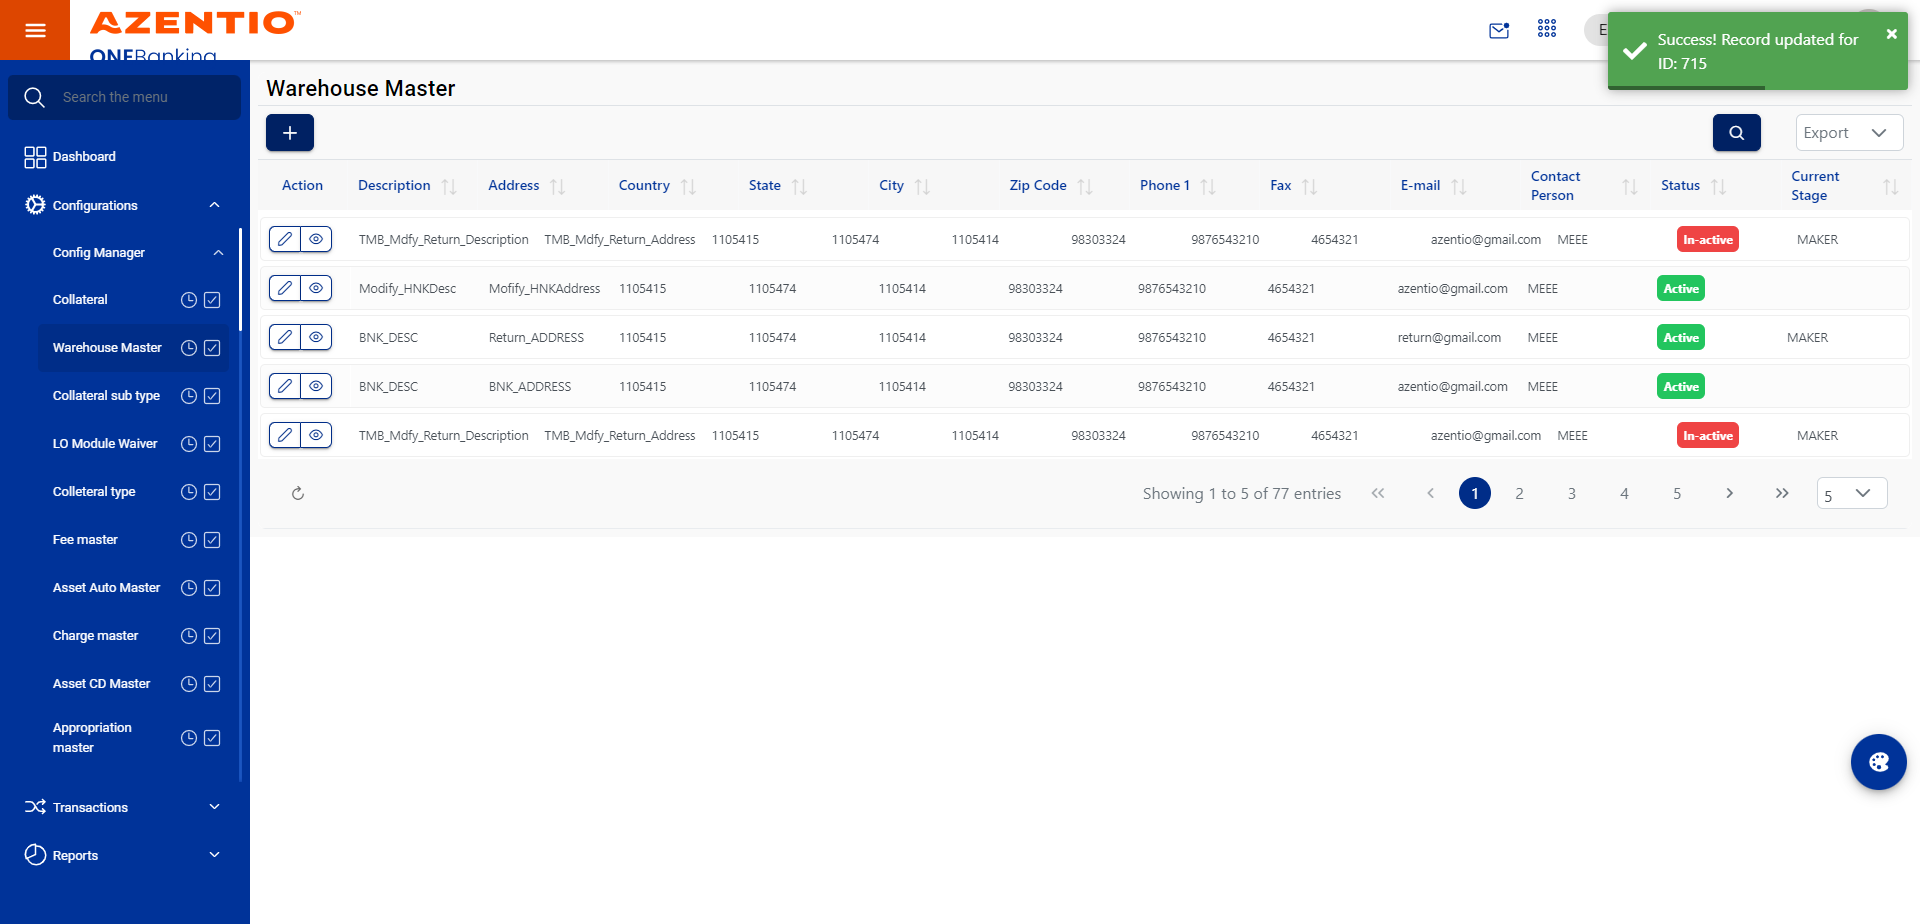 AZENTIO™
ONEBanking
E
Success! Record updated for
ID: 715
Search the menu
Dashboard
Configurations
Config Manager
Collateral
Warehouse Master
Collateral sub type
LO Module Waiver
Colleteral type
Fee master
Asset Auto Master
Charge master
Asset CD Master
Appropriation
master
Transactions
Reports
Warehouse Master
Export
Action Description Address Country State City Zip Code Phone 1 Fax E-mail Contact Person Status Current Stage
TMB_Mdfy_Return_Description TMB_Mdfy_Return_Address 1105415 1105474 1105414 98303324 9876543210 4654321 azentio@gmail.com MEEE In-active MAKER
Modify_HNKDesc Mofify_HNKAddress 1105415 1105474 1105414 98303324 9876543210 4654321 azentio@gmail.com MEEE Active
BNK_DESC Return_ADDRESS 1105415 1105474 1105414 98303324 9876543210 4654321 return@gmail.com MEEE Active MAKER
BNK_DESC BNK_ADDRESS 1105415 1105474 1105414 98303324 9876543210 4654321 azentio@gmail.com MEEE Active
TMB_Mdfy_Return_Description TMB_Mdfy_Return_Address 1105415 1105474 1105414 98303324 9876543210 4654321 azentio@gmail.com MEEE In-active MAKER
Showing 1 to 5 of 77 entries 1 2 3 4 5 5